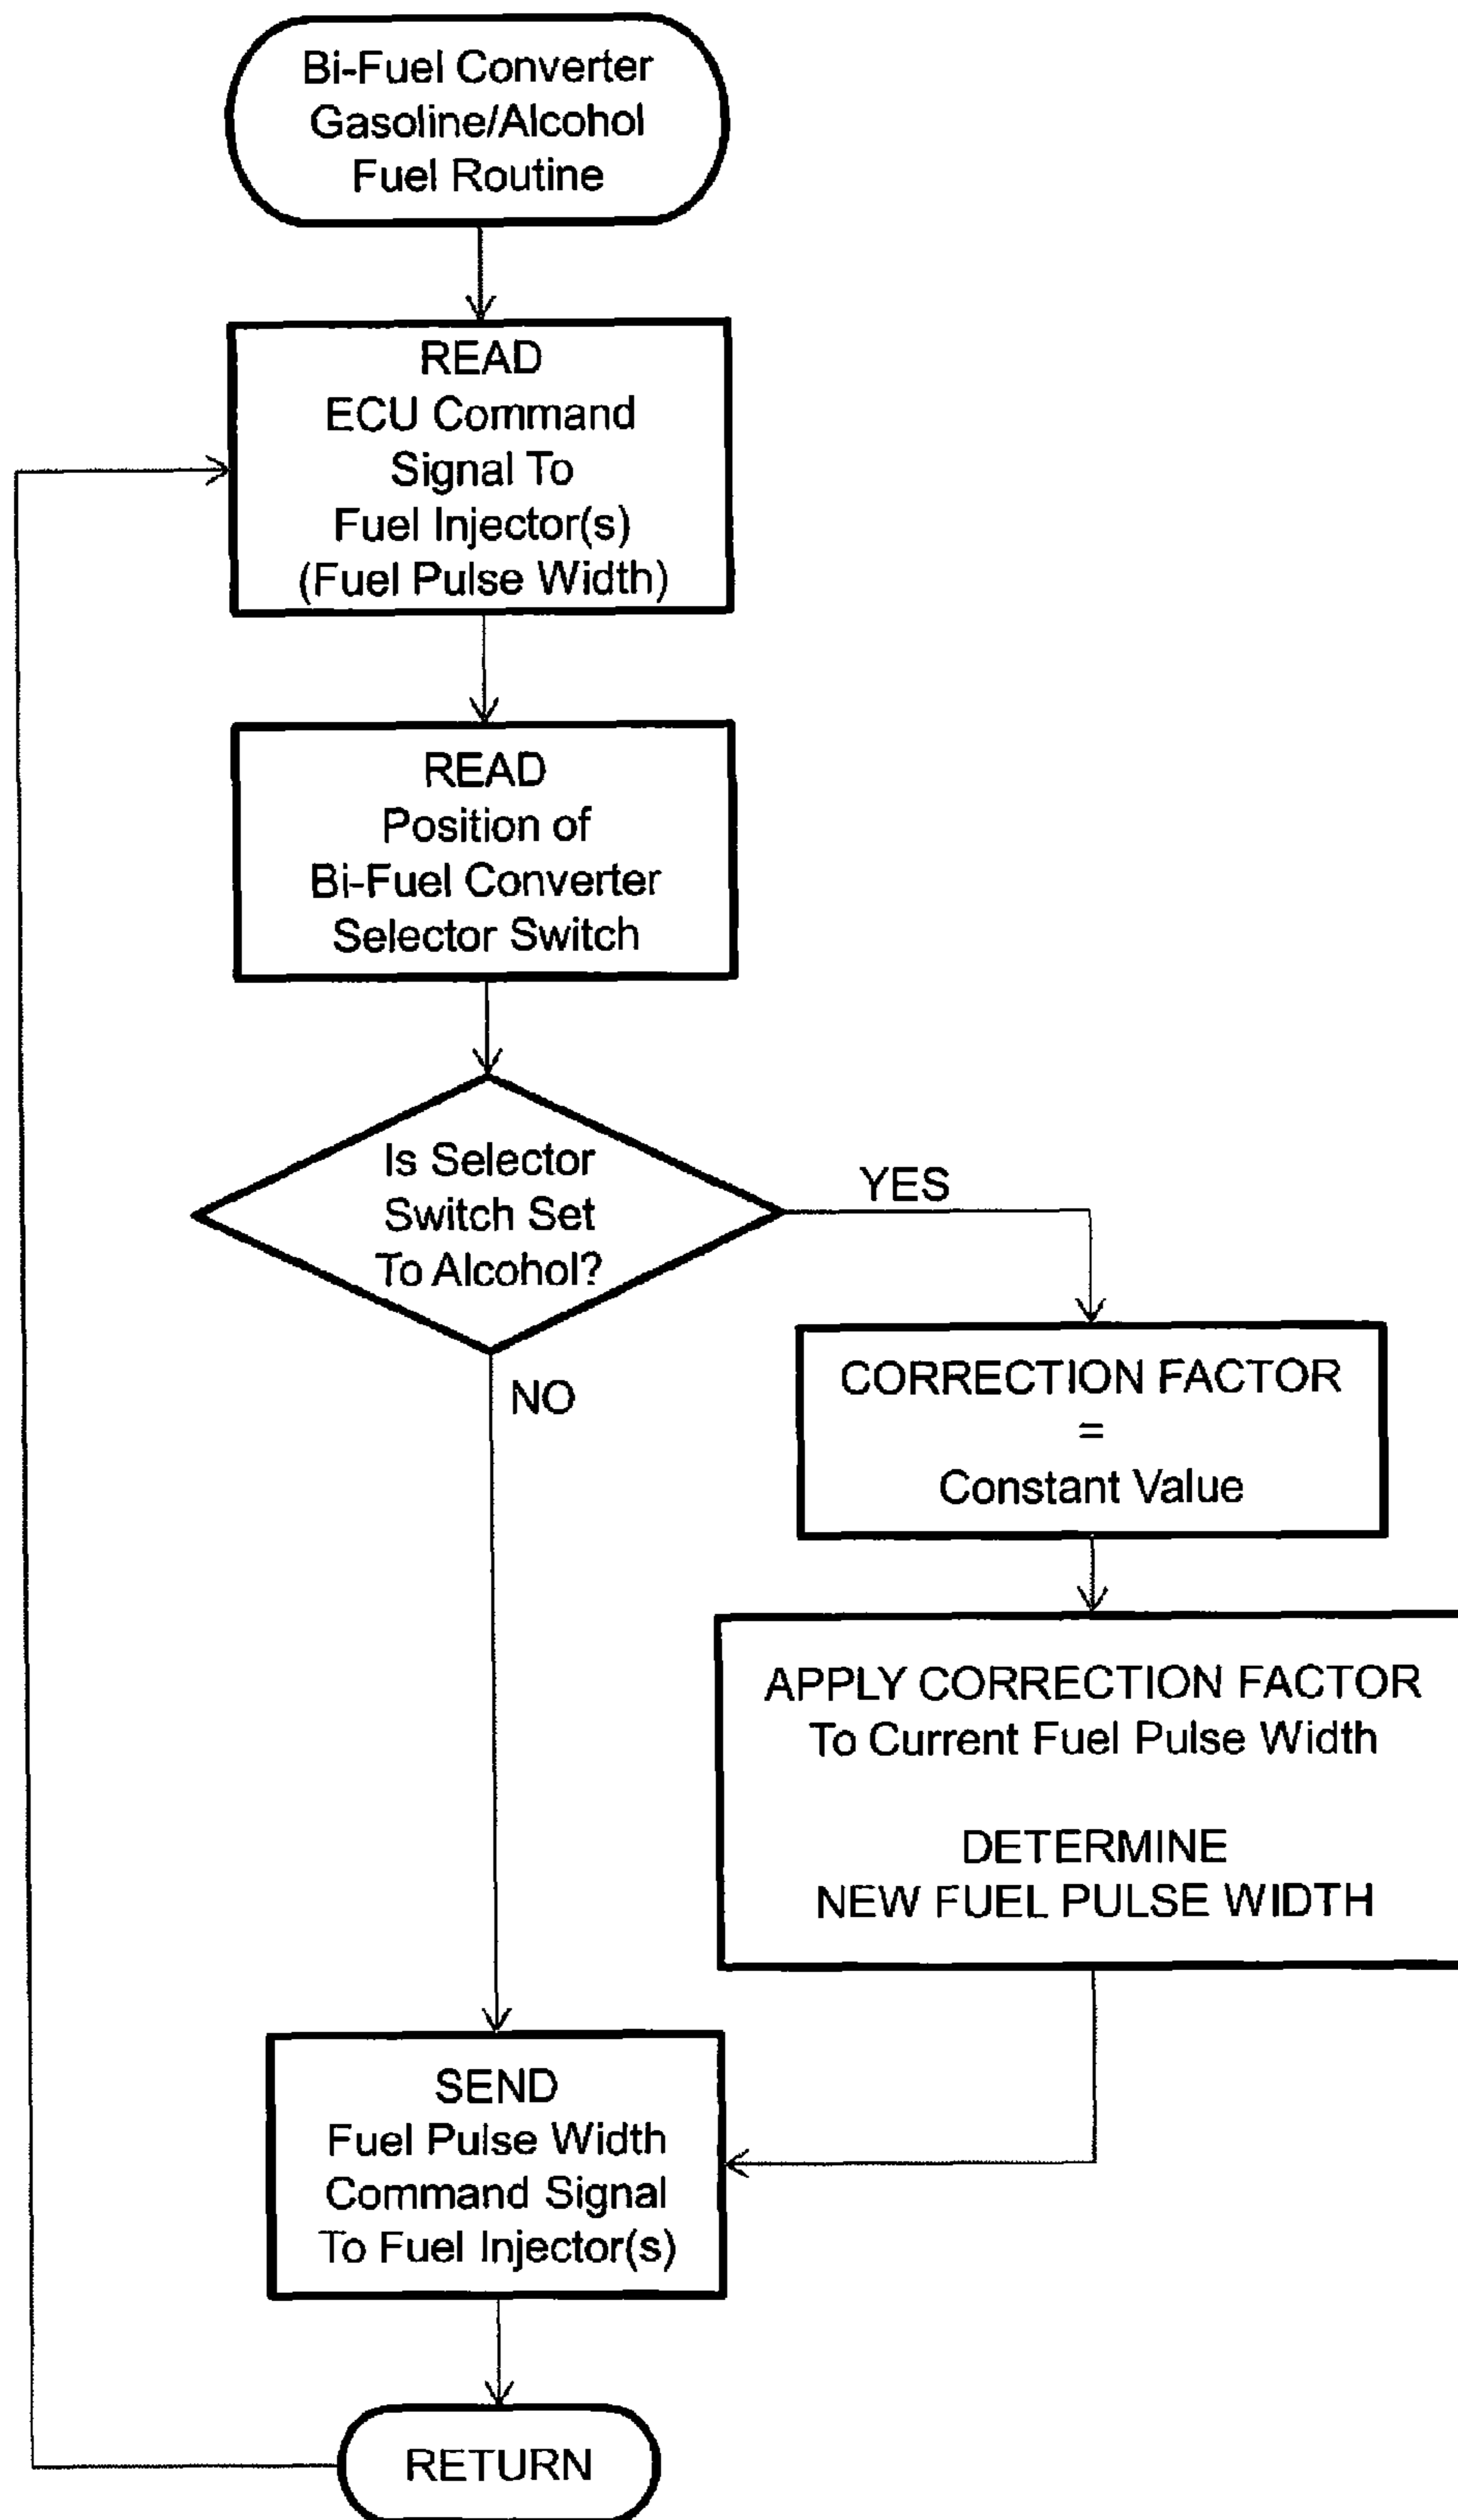 Bi-Fuel Converter
Gasoline/Alcohol
Fuel Routine
READ
ECU Command
Signal To
Fuel Injector(s)
(Fuel Pulse Width)
READ
Position of
Bi-Fuel Converter
Selector Switch
Is Selector
Switch Set
To Alcohol?
YES
NO
CORRECTION FACTOR
=
Constant Value
APPLY CORRECTION FACTOR
To Current Fuel Pulse Width
DETERMINE
NEW FUEL PULSE WIDTH
SEND
Fuel Pulse Width
Command Signal
To Fuel Injector(s)
RETURN